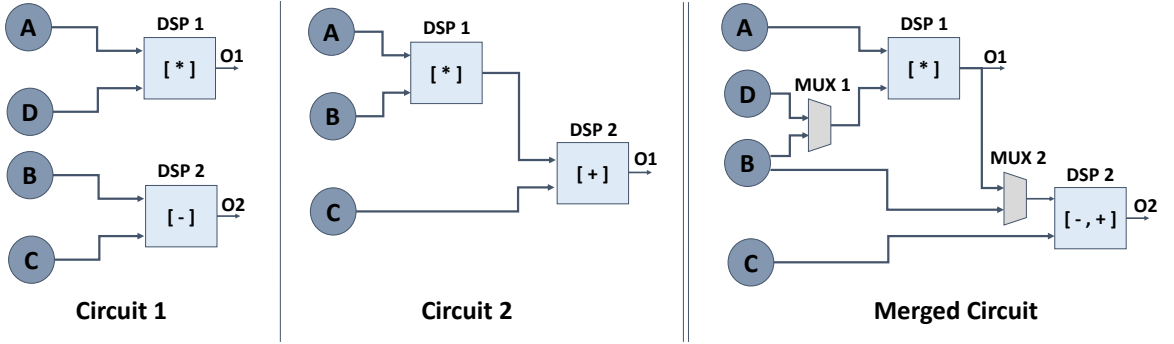 A
DSP 1
[ * ]
O1
D
B
DSP 2
[ - ]
O2
C
Circuit 1
A
DSP 1
[ * ]
B
DSP 2
[ + ]
O1
C
Circuit 2
A
DSP 1
[ * ]
O1
D
MUX 1
B
MUX 2
DSP 2
[ - , + ]
O2
C
Merged Circuit